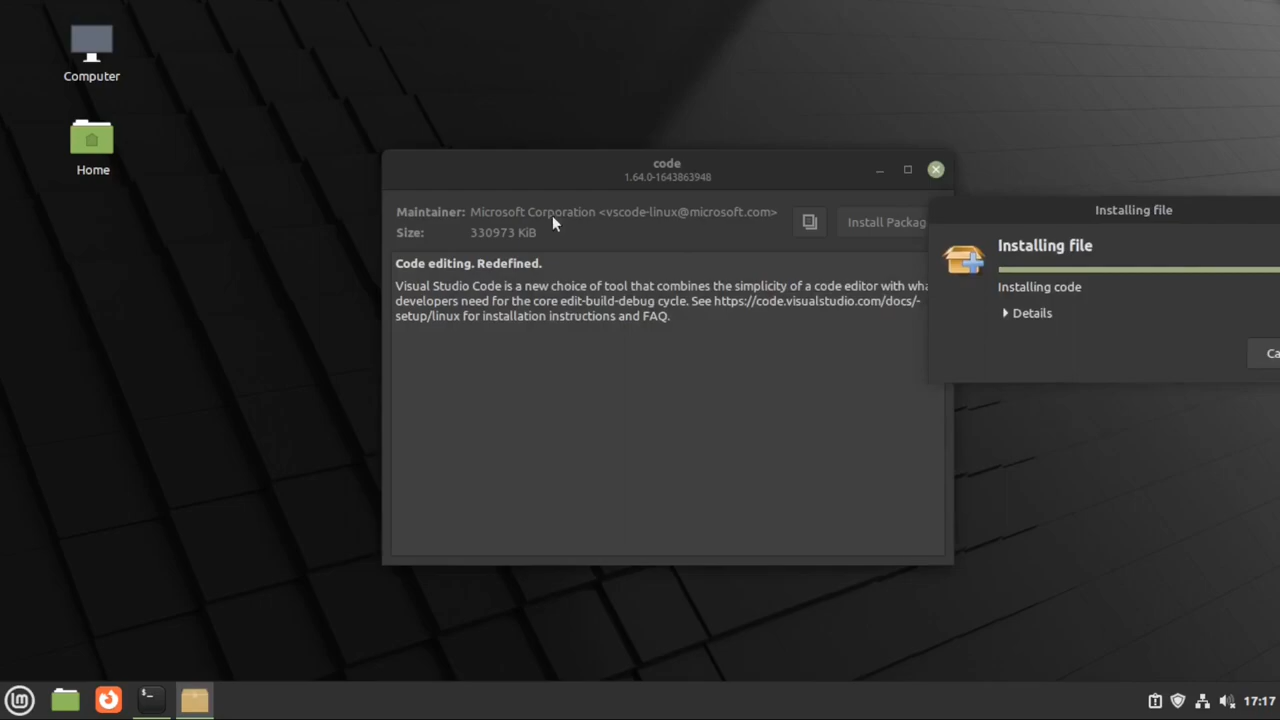 Computer
Home
code
1.64.0-1643863948
Maintainer: Microsoft Corporation <vscode-linux@microsoft.com>
Size: 330973 KiB
Install Packag
Code editing. Redefined.
Visual Studio Code is a new choice of tool that combines the simplicity of a code editor with wha
developers need for the core edit-build-debug cycle. See https://code.visualstudio.com/docs/-
setup/linux for installation instructions and FAQ.
Installing file
Installing file
Installing code
Details
Ca
17:17